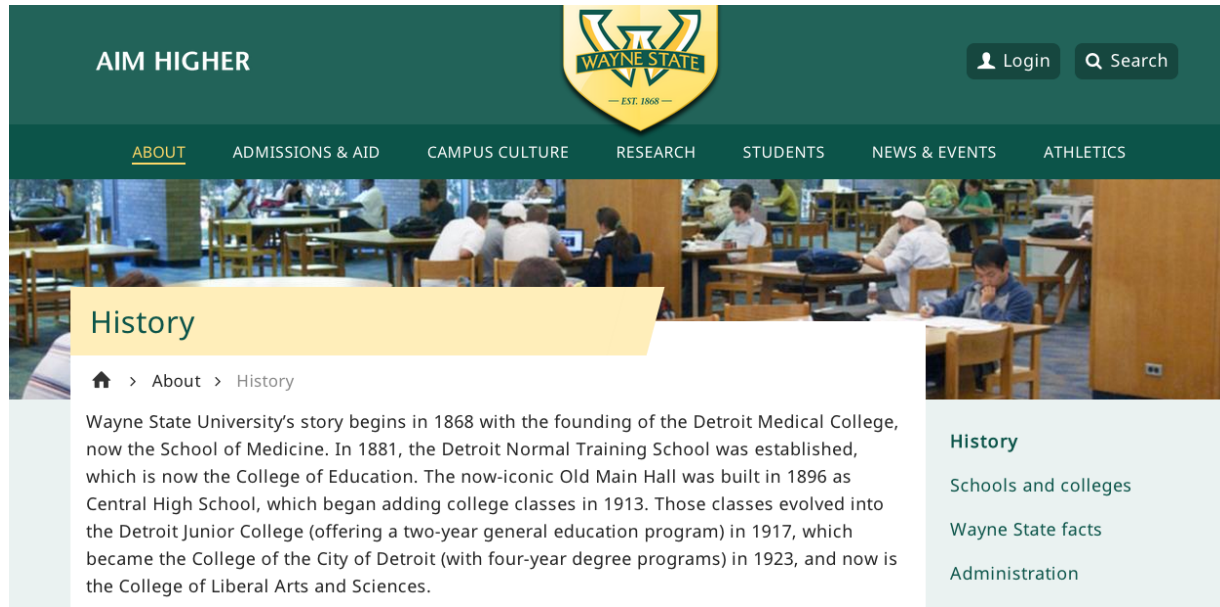 AIM HIGHER
WAYNE STATE
— EST. 1868 —
Login
Search
ABOUT
ADMISSIONS & AID
CAMPUS CULTURE
RESEARCH
STUDENTS
NEWS & EVENTS
ATHLETICS
History
About
History
Wayne State University’s story begins in 1868 with the founding of the Detroit Medical College,
now the School of Medicine. In 1881, the Detroit Normal Training School was established,
which is now the College of Education. The now-iconic Old Main Hall was built in 1896 as
Central High School, which began adding college classes in 1913. Those classes evolved into
the Detroit Junior College (offering a two-year general education program) in 1917, which
became the College of the City of Detroit (with four-year degree programs) in 1923, and now is
the College of Liberal Arts and Sciences.
History
Schools and colleges
Wayne State facts
Administration